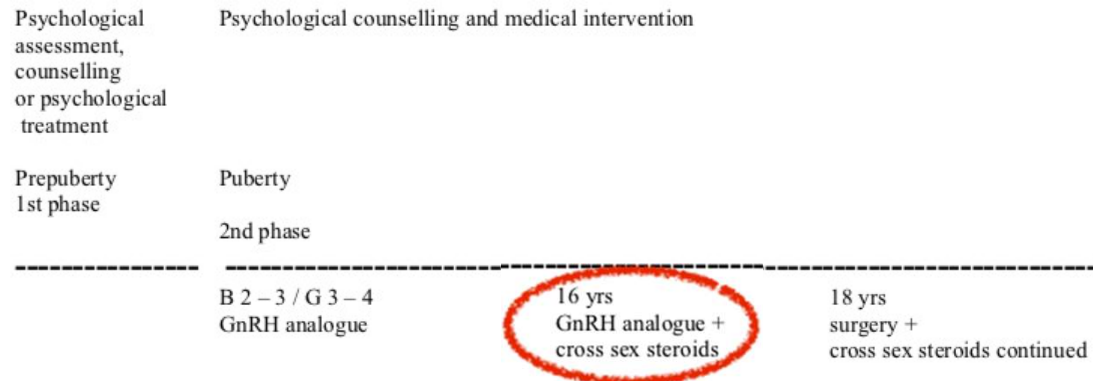 Psychological
assessment,
counselling
or psychological
treatment
Psychological counselling and medical intervention
Prepuberty
1st phase
Puberty
2nd phase
B 2 – 3 / G 3 – 4
GnRH analogue
16 yrs
GnRH analogue +
cross sex steroids
18 yrs
surgery +
cross sex steroids continued